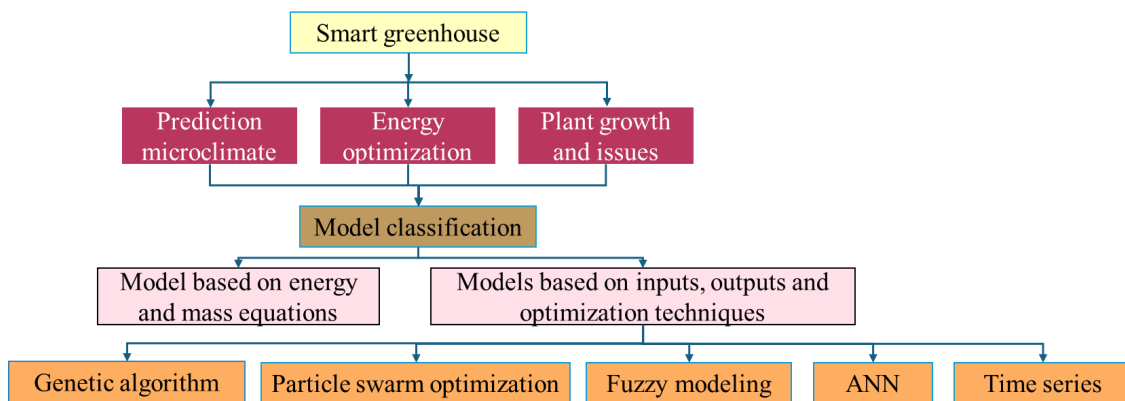 Smart greenhouse
Prediction
microclimate
Energy
optimization
Plant growth
and issues
Model classification
Model based on energy
and mass equations
Models based on inputs, outputs and
optimization techniques
Genetic algorithm
Particle swarm optimization
Fuzzy modeling
ANN
Time series